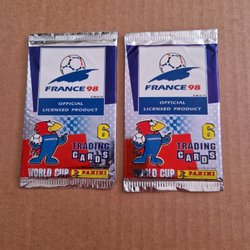 FRANCE 98
OFFICIAL
LICENSED PRODUCT
6
TRADING
CARDS
WORLD CUP PANINI
FRANCE 98
OFFICIAL
LICENSED PRODUCT
6
TRADING
CARDS
WORLD CUP PANINI